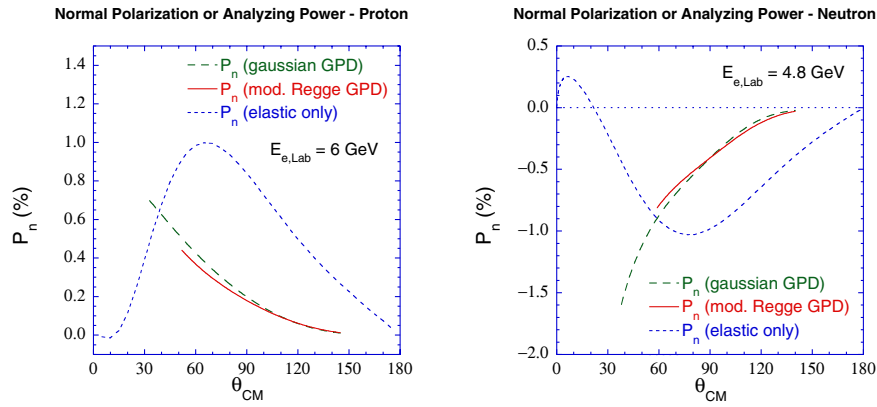 Normal Polarization or Analyzing Power - Proton
1.4
1.2
1.0
0.8
0.6
0.4
0.2
0.0
P_n (%)
P_n (gaussian GPD)
P_n (mod. Regge GPD)
P_n (elastic only)
E_e,Lab = 6 GeV
0 30 60 90 120 150 180
θ_CM
Normal Polarization or Analyzing Power - Neutron
0.5
0.0
−0.5
−1.0
−1.5
−2.0
P_n (%)
E_e,Lab = 4.8 GeV
P_n (gaussian GPD)
P_n (mod. Regge GPD)
P_n (elastic only)
0 30 60 90 120 150 180
θ_CM